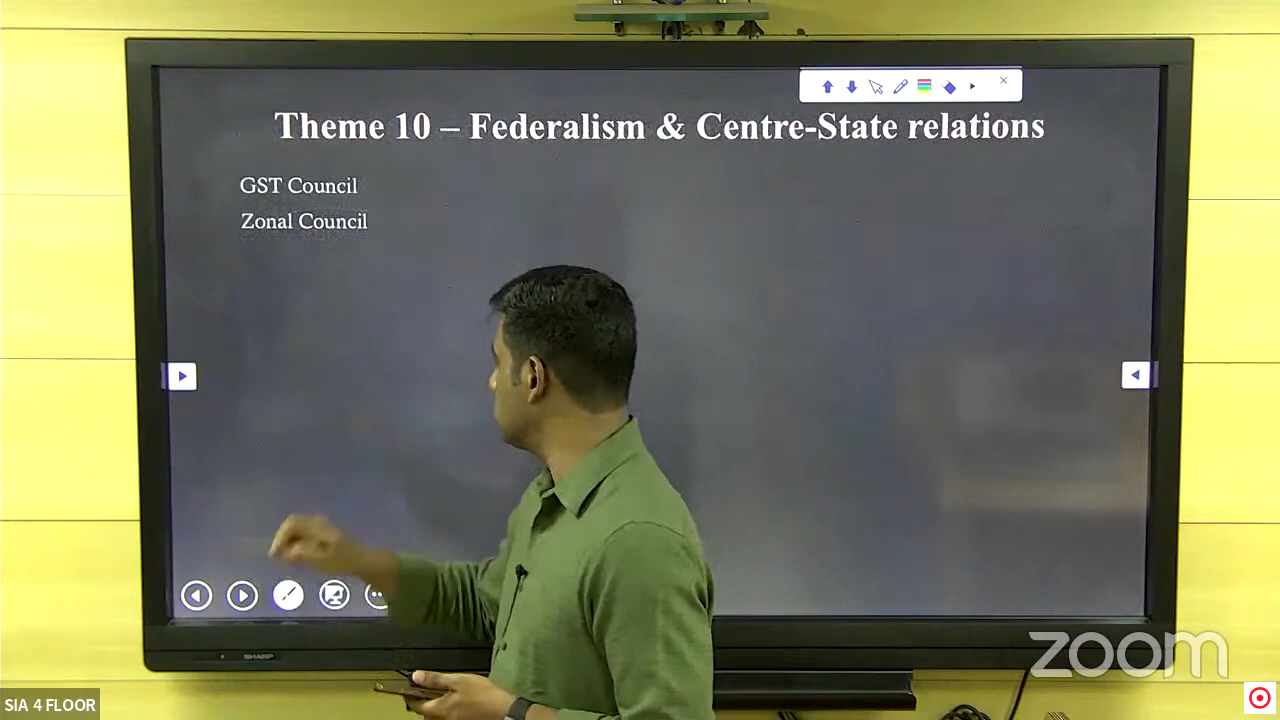 Theme 10 – Federalism & Centre-State relations
GST Council
Zonal Council
SHARP
zoom
SIA 4 FLOOR